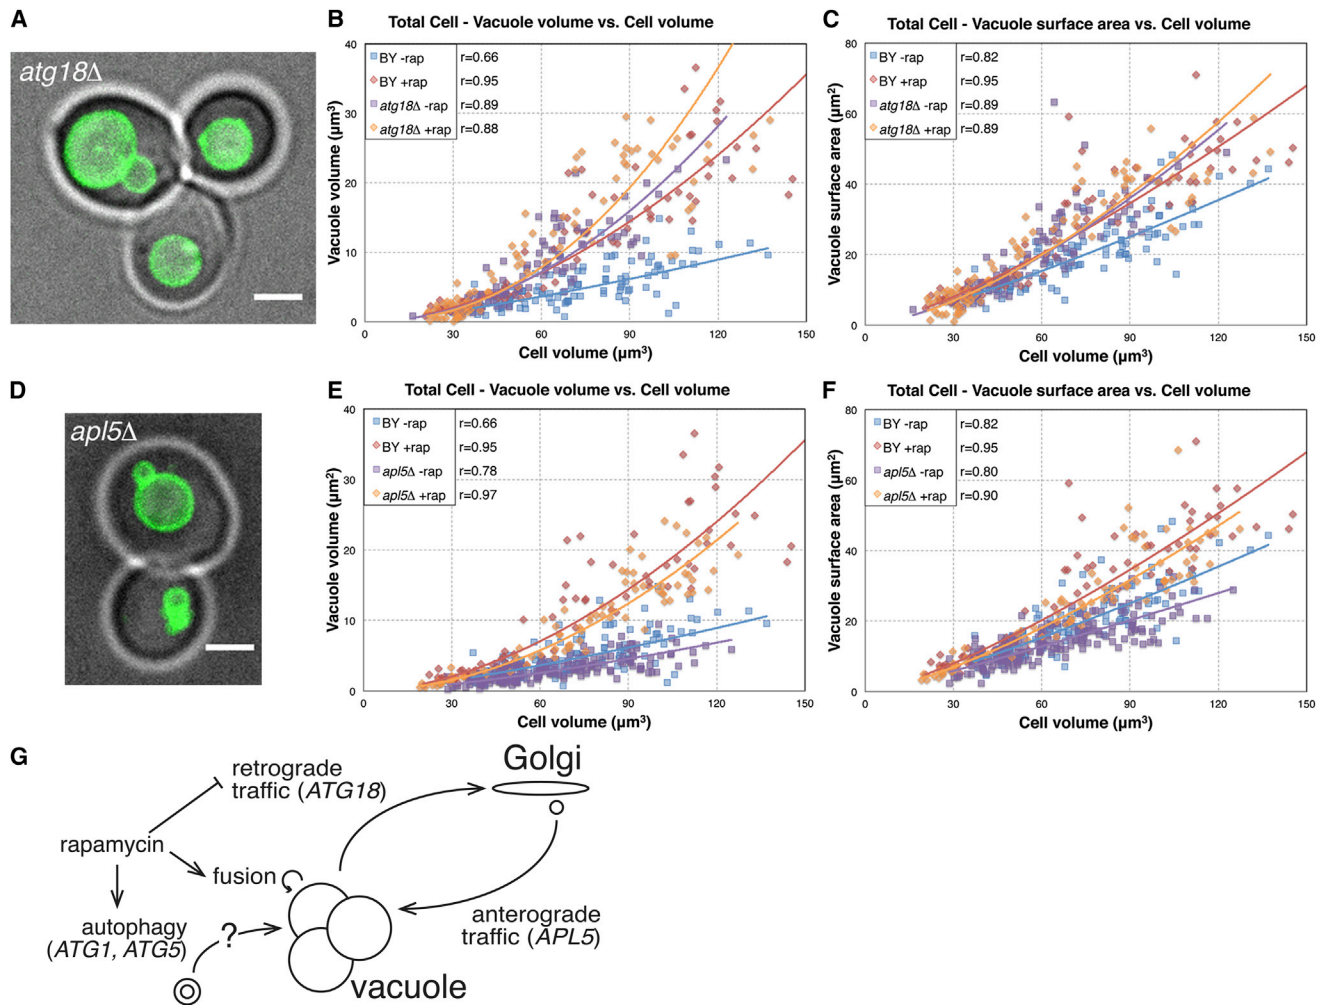 A
atg18Δ
B
Total Cell - Vacuole volume vs. Cell volume
Vacuole volume (µm³)
40
30
20
10
0
BY -rap r=0.66
BY +rap r=0.95
atg18Δ -rap r=0.89
atg18Δ +rap r=0.88
0 30 60 90 120 150
Cell volume (µm³)
C
Total Cell - Vacuole surface area vs. Cell volume
Vacuole surface area (µm²)
80
60
40
20
0
BY -rap r=0.82
BY +rap r=0.95
atg18Δ -rap r=0.89
atg18Δ +rap r=0.89
0 30 60 90 120 150
Cell volume (µm³)
D
apl5Δ
E
Total Cell - Vacuole volume vs. Cell volume
Vacuole volume (µm²)
40
30
20
10
0
BY -rap r=0.66
BY +rap r=0.95
apl5Δ -rap r=0.78
apl5Δ +rap r=0.97
0 30 60 90 120 150
Cell volume (µm³)
F
Total Cell - Vacuole surface area vs. Cell volume
Vacuole surface area (µm²)
80
60
40
20
0
BY -rap r=0.82
BY +rap r=0.95
apl5Δ -rap r=0.80
apl5Δ +rap r=0.90
0 30 60 90 120 150
Cell volume (µm³)
G
retrograde
traffic (ATG18)
Golgi
rapamycin
fusion
autophagy
(ATG1, ATG5)
?
anterograde
traffic (APL5)
vacuole